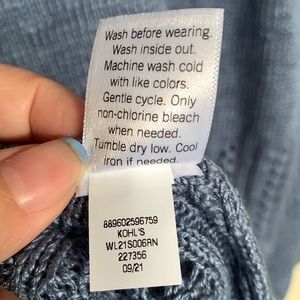 Wash before wearing.
Wash inside out.
Machine wash cold
with like colors.
Gentle cycle. Only
non-chlorine bleach
when needed.
Tumble dry low. Cool
iron if needed.
889602596759
KOHL'S
WL21S006RN
227356
09/21